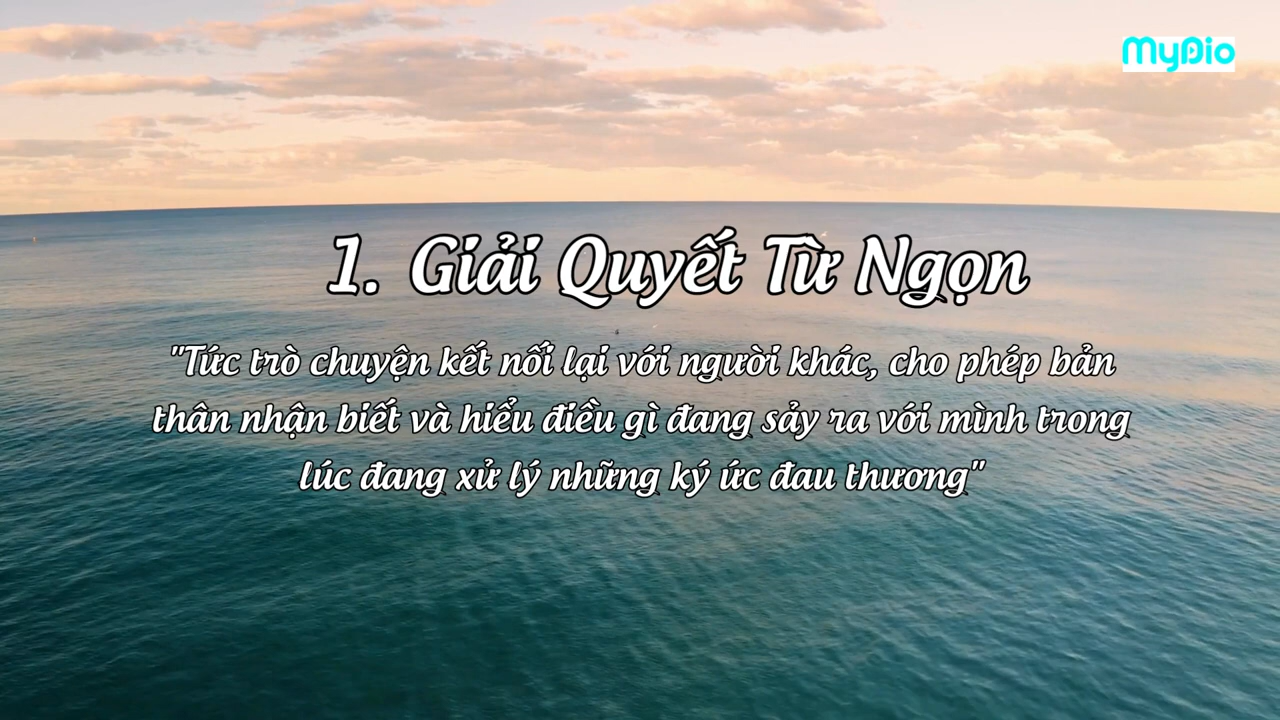 MyDio
1. Giải Quyết Từ Ngọn
"Tức trò chuyện kết nối lại với người khác, cho phép bản
thân nhận biết và hiểu điều gì đang sảy ra với mình trong
lúc đang xử lý những ký ức đau thương"